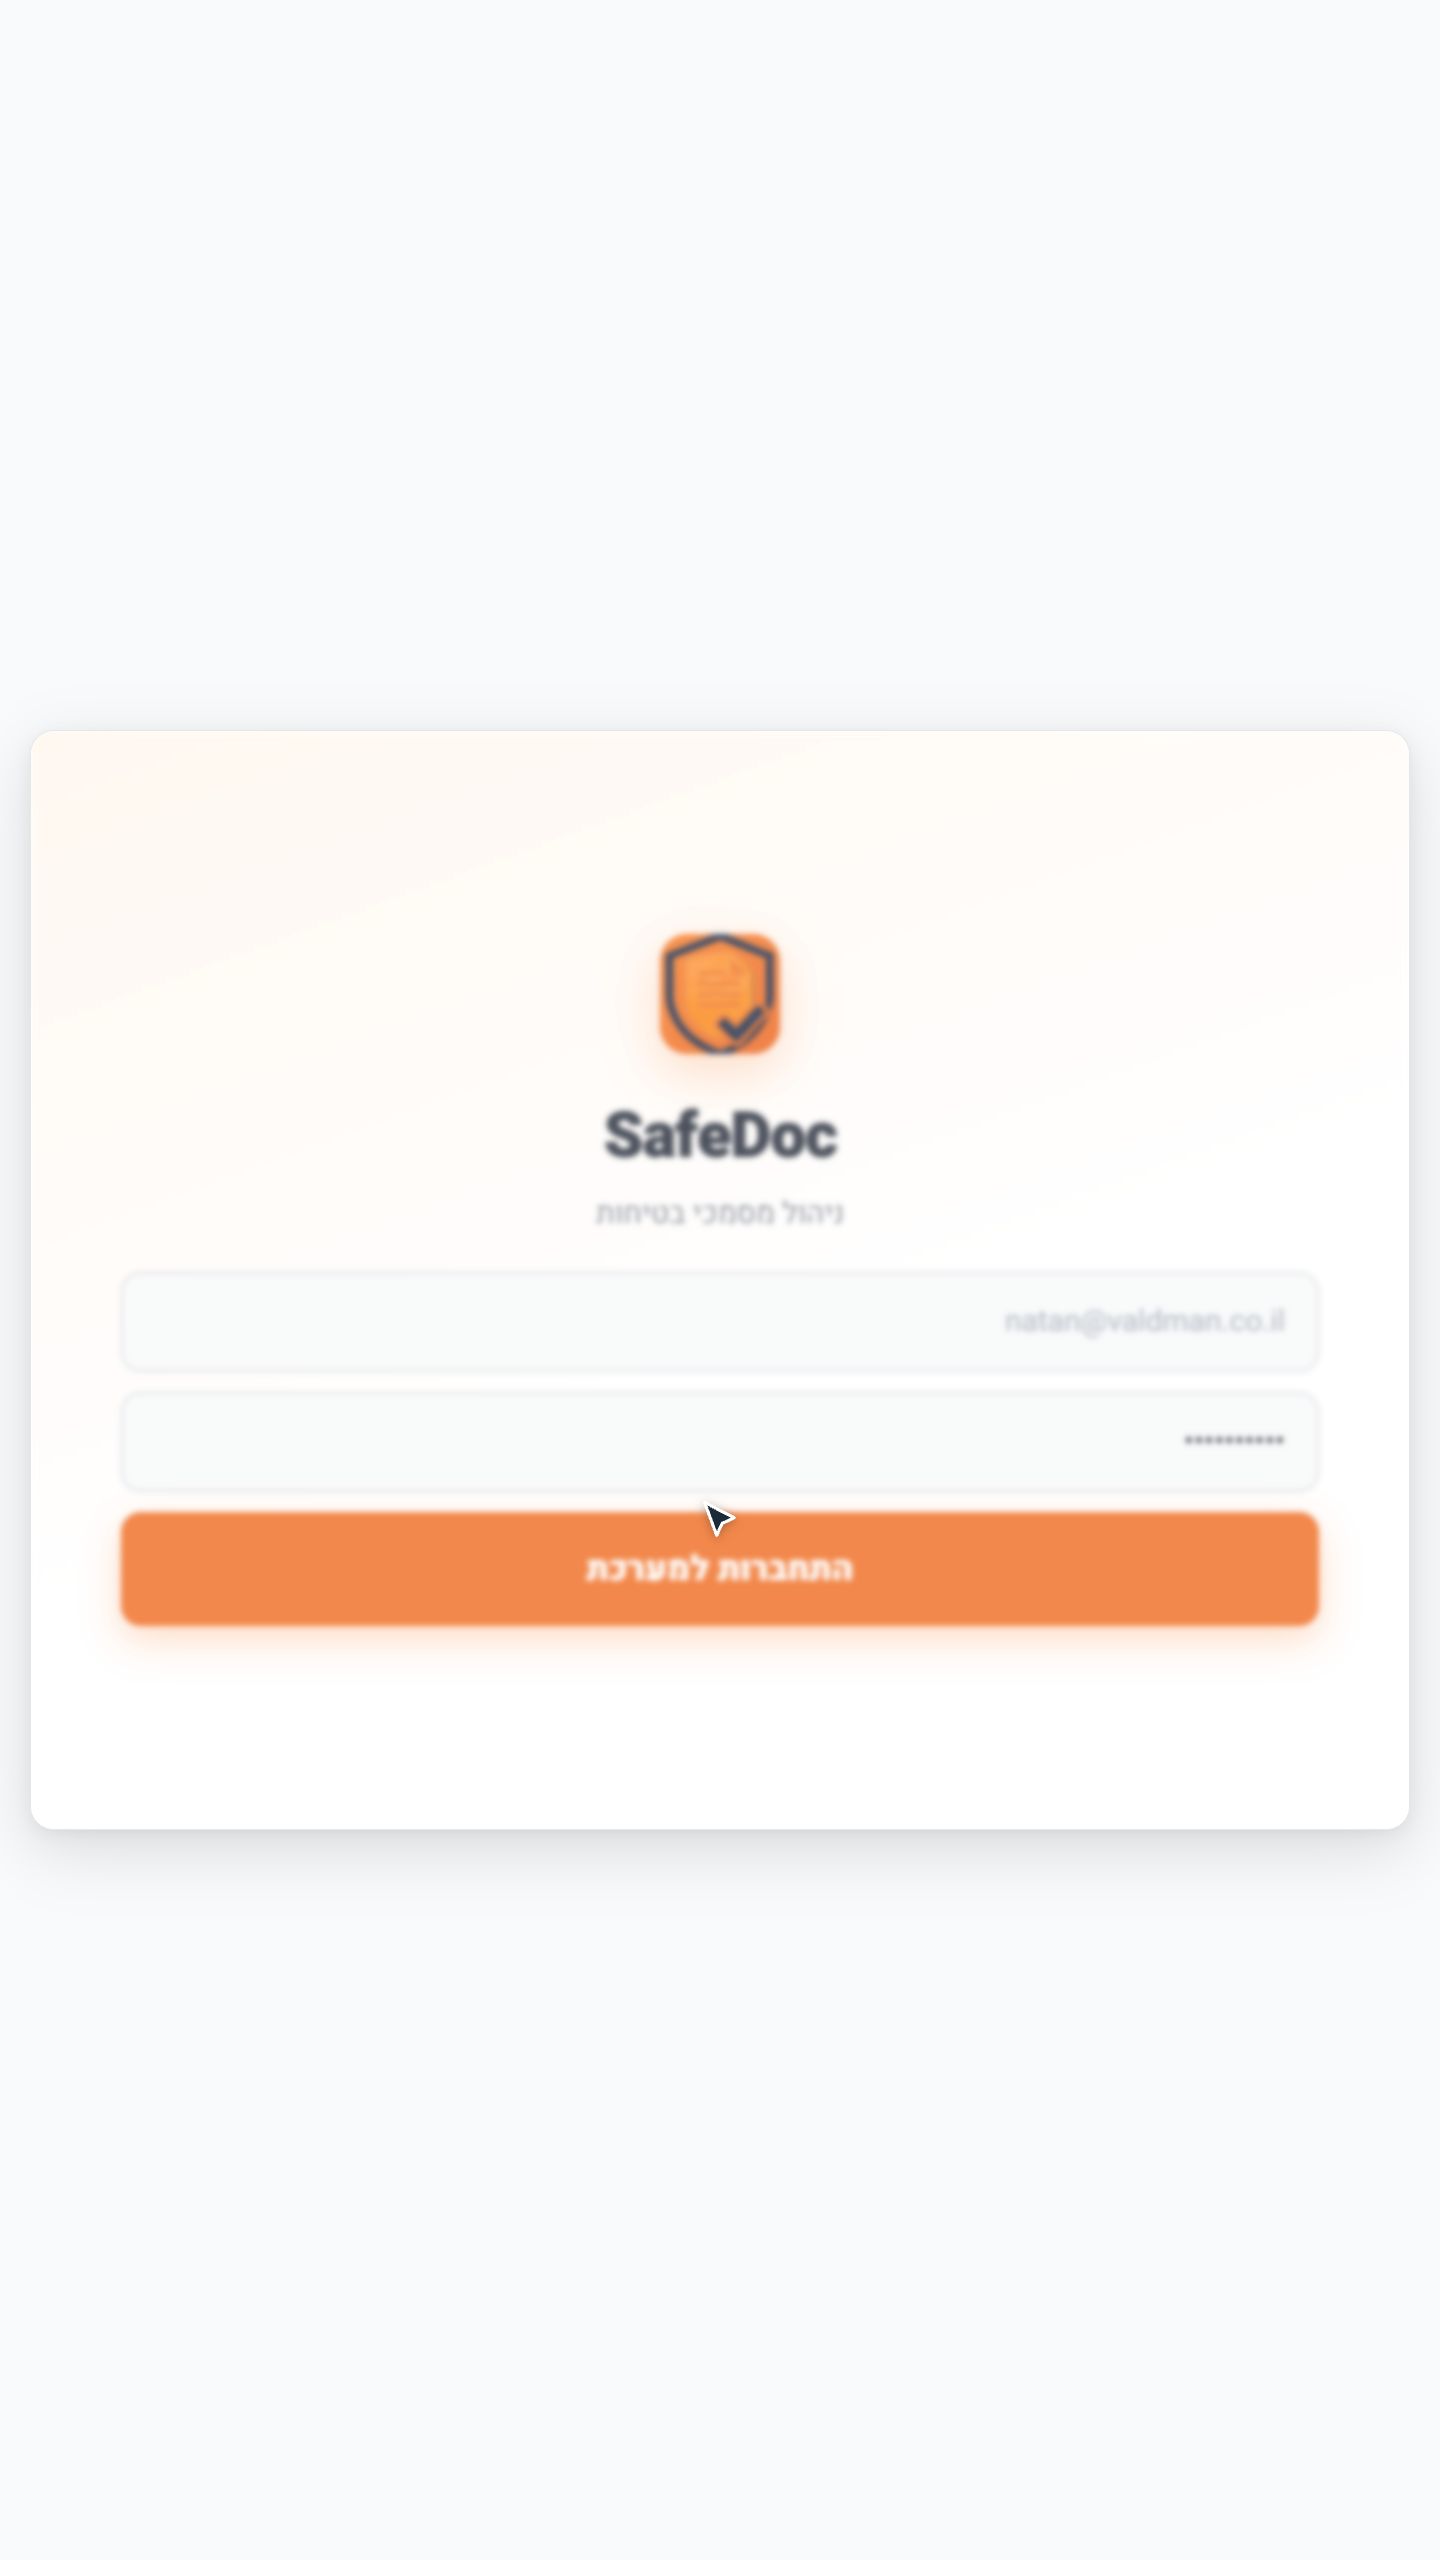 SafeDoc
ניהול מסמכי בטיחות
natan@valdman.co.il
••••••••••
התחברות למערכת